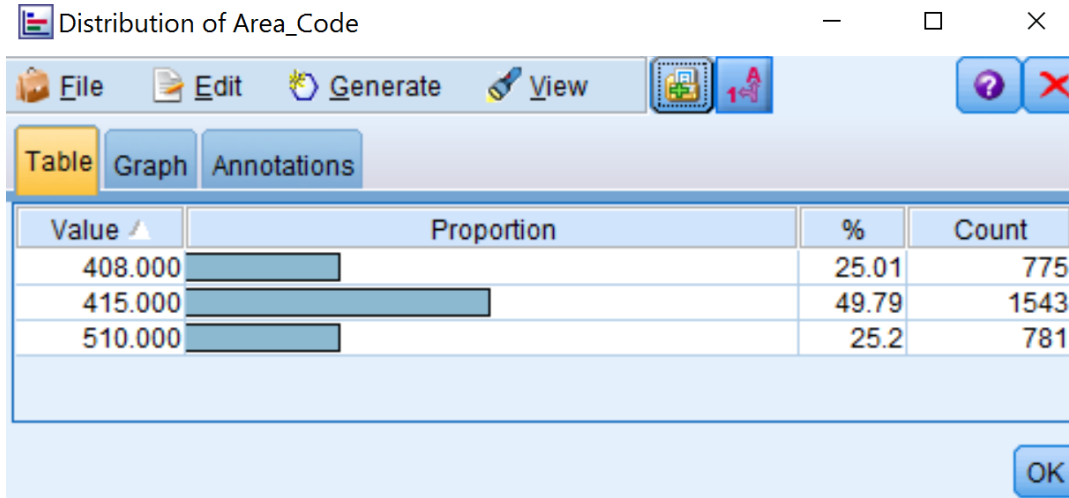 Distribution of Area_Code
File Edit Generate View
Table Graph Annotations
Value Proportion % Count
408.000 25.01 775
415.000 49.79 1543
510.000 25.2 781
OK